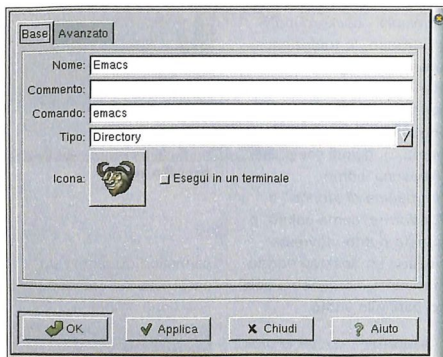 Base Avanzato
Nome: Emacs
Commento:
Comando: emacs
Tipo: Directory
Icona: Esegui in un terminale
OK Applica Chiudi Aiuto